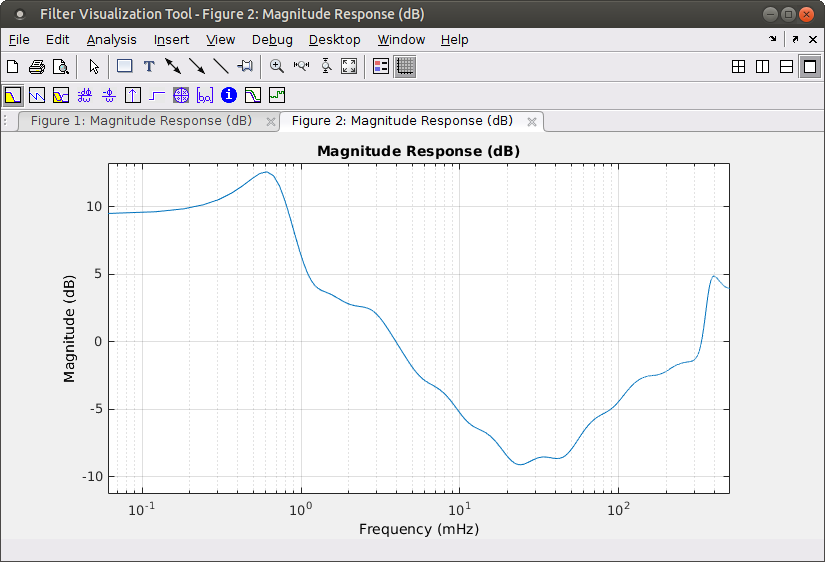 Filter Visualization Tool - Figure 2: Magnitude Response (dB)
File Edit Analysis Insert View Debug Desktop Window Help
Figure 1: Magnitude Response (dB) Figure 2: Magnitude Response (dB)
Magnitude Response (dB)
10
5
0
-5
-10
Magnitude (dB)
10^-1 10^0 10^1 10^2
Frequency (mHz)